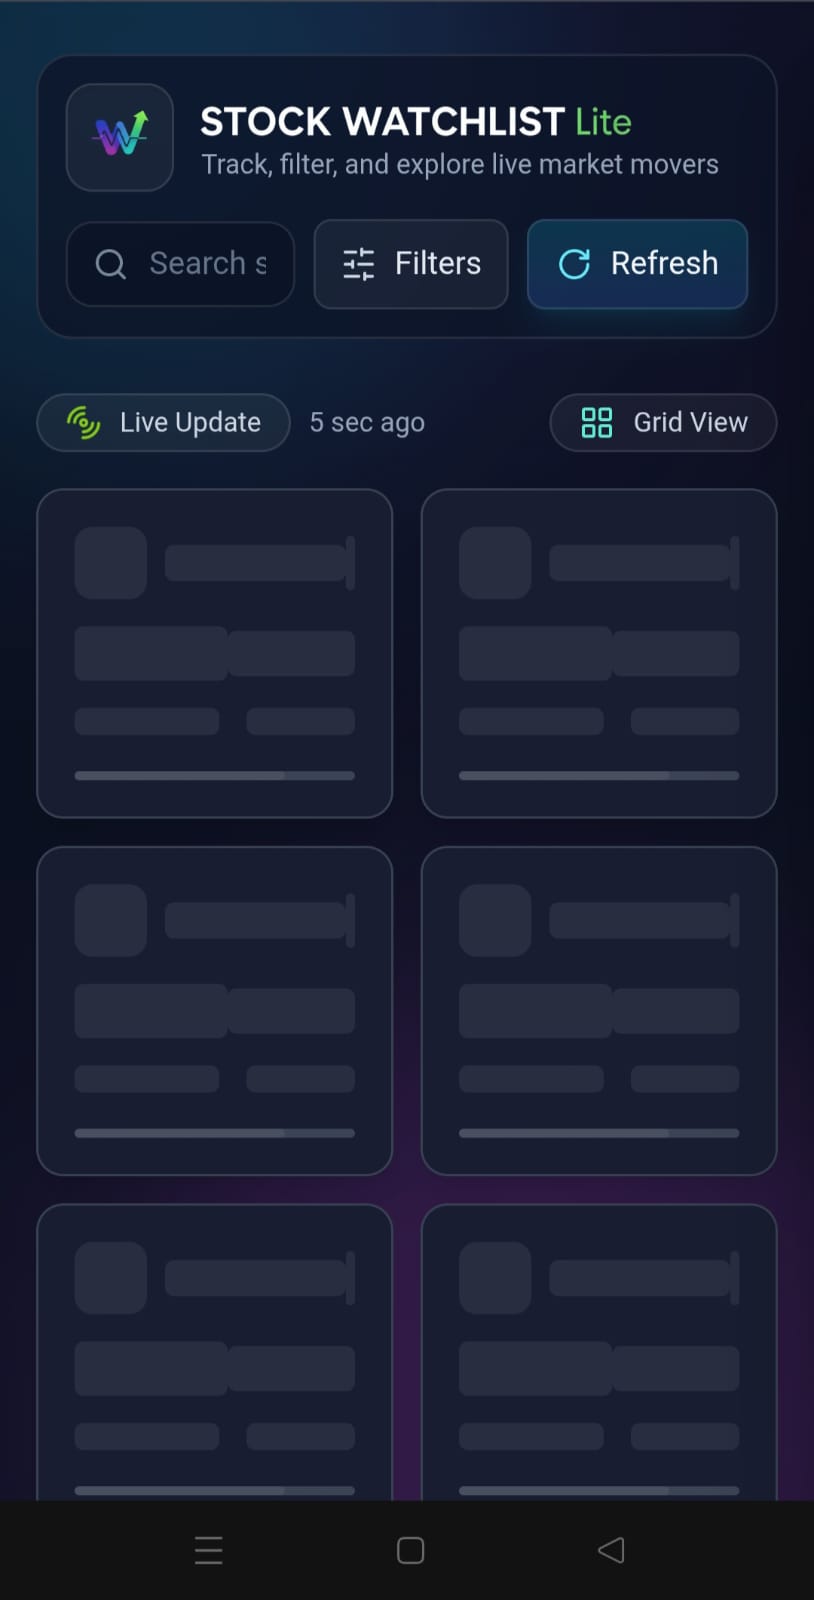 STOCK WATCHLIST Lite
Track, filter, and explore live market movers
Search s
Filters
Refresh
Live Update
5 sec ago
Grid View